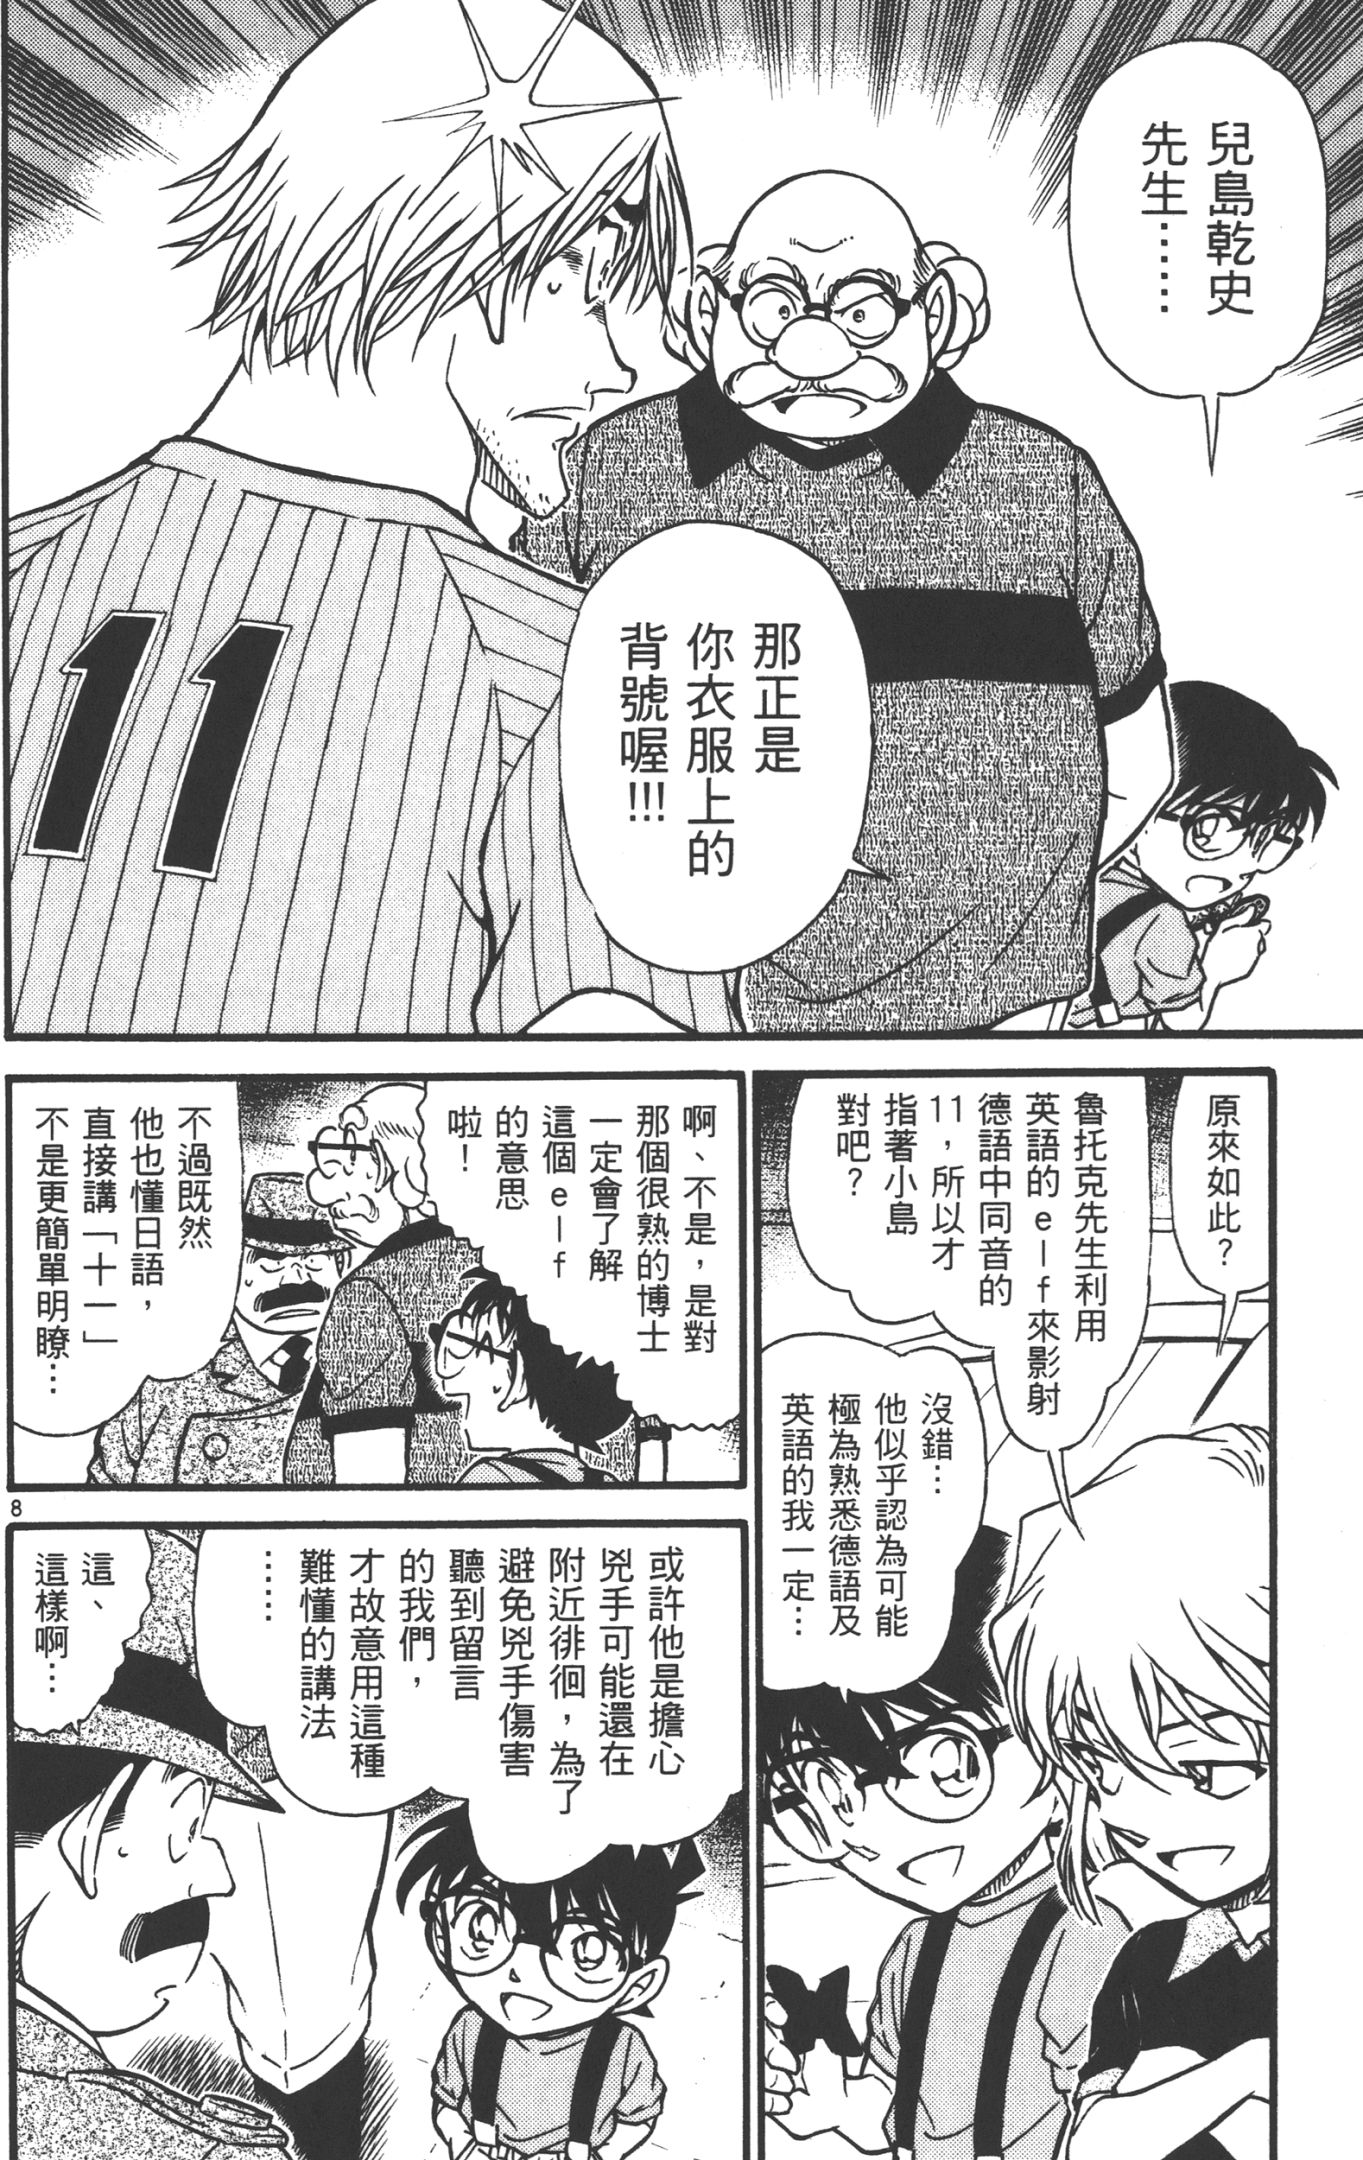 兒島乾史
先生……
那正是
你衣服上的
背號喔!!!
原來如此?
魯托克先生利用
英語的elf來影射
德語中同音的
11，所以才
指著小島
對吧?
沒錯…
他似乎認為可能
極為熟悉德語及
英語的我一定…
啊、不是，是對
那個很熟的博士
一定會了解
這個elf
的意思
啦!
不過既然
他也懂日語，
直接講「十一」
不是更簡單明瞭…
或許他是擔心
兇手可能還在
附近徘徊，為了
避免兇手傷害
聽到留言
的我們，
才故意用這種
難懂的講法
……
這、
這樣啊…
8
11